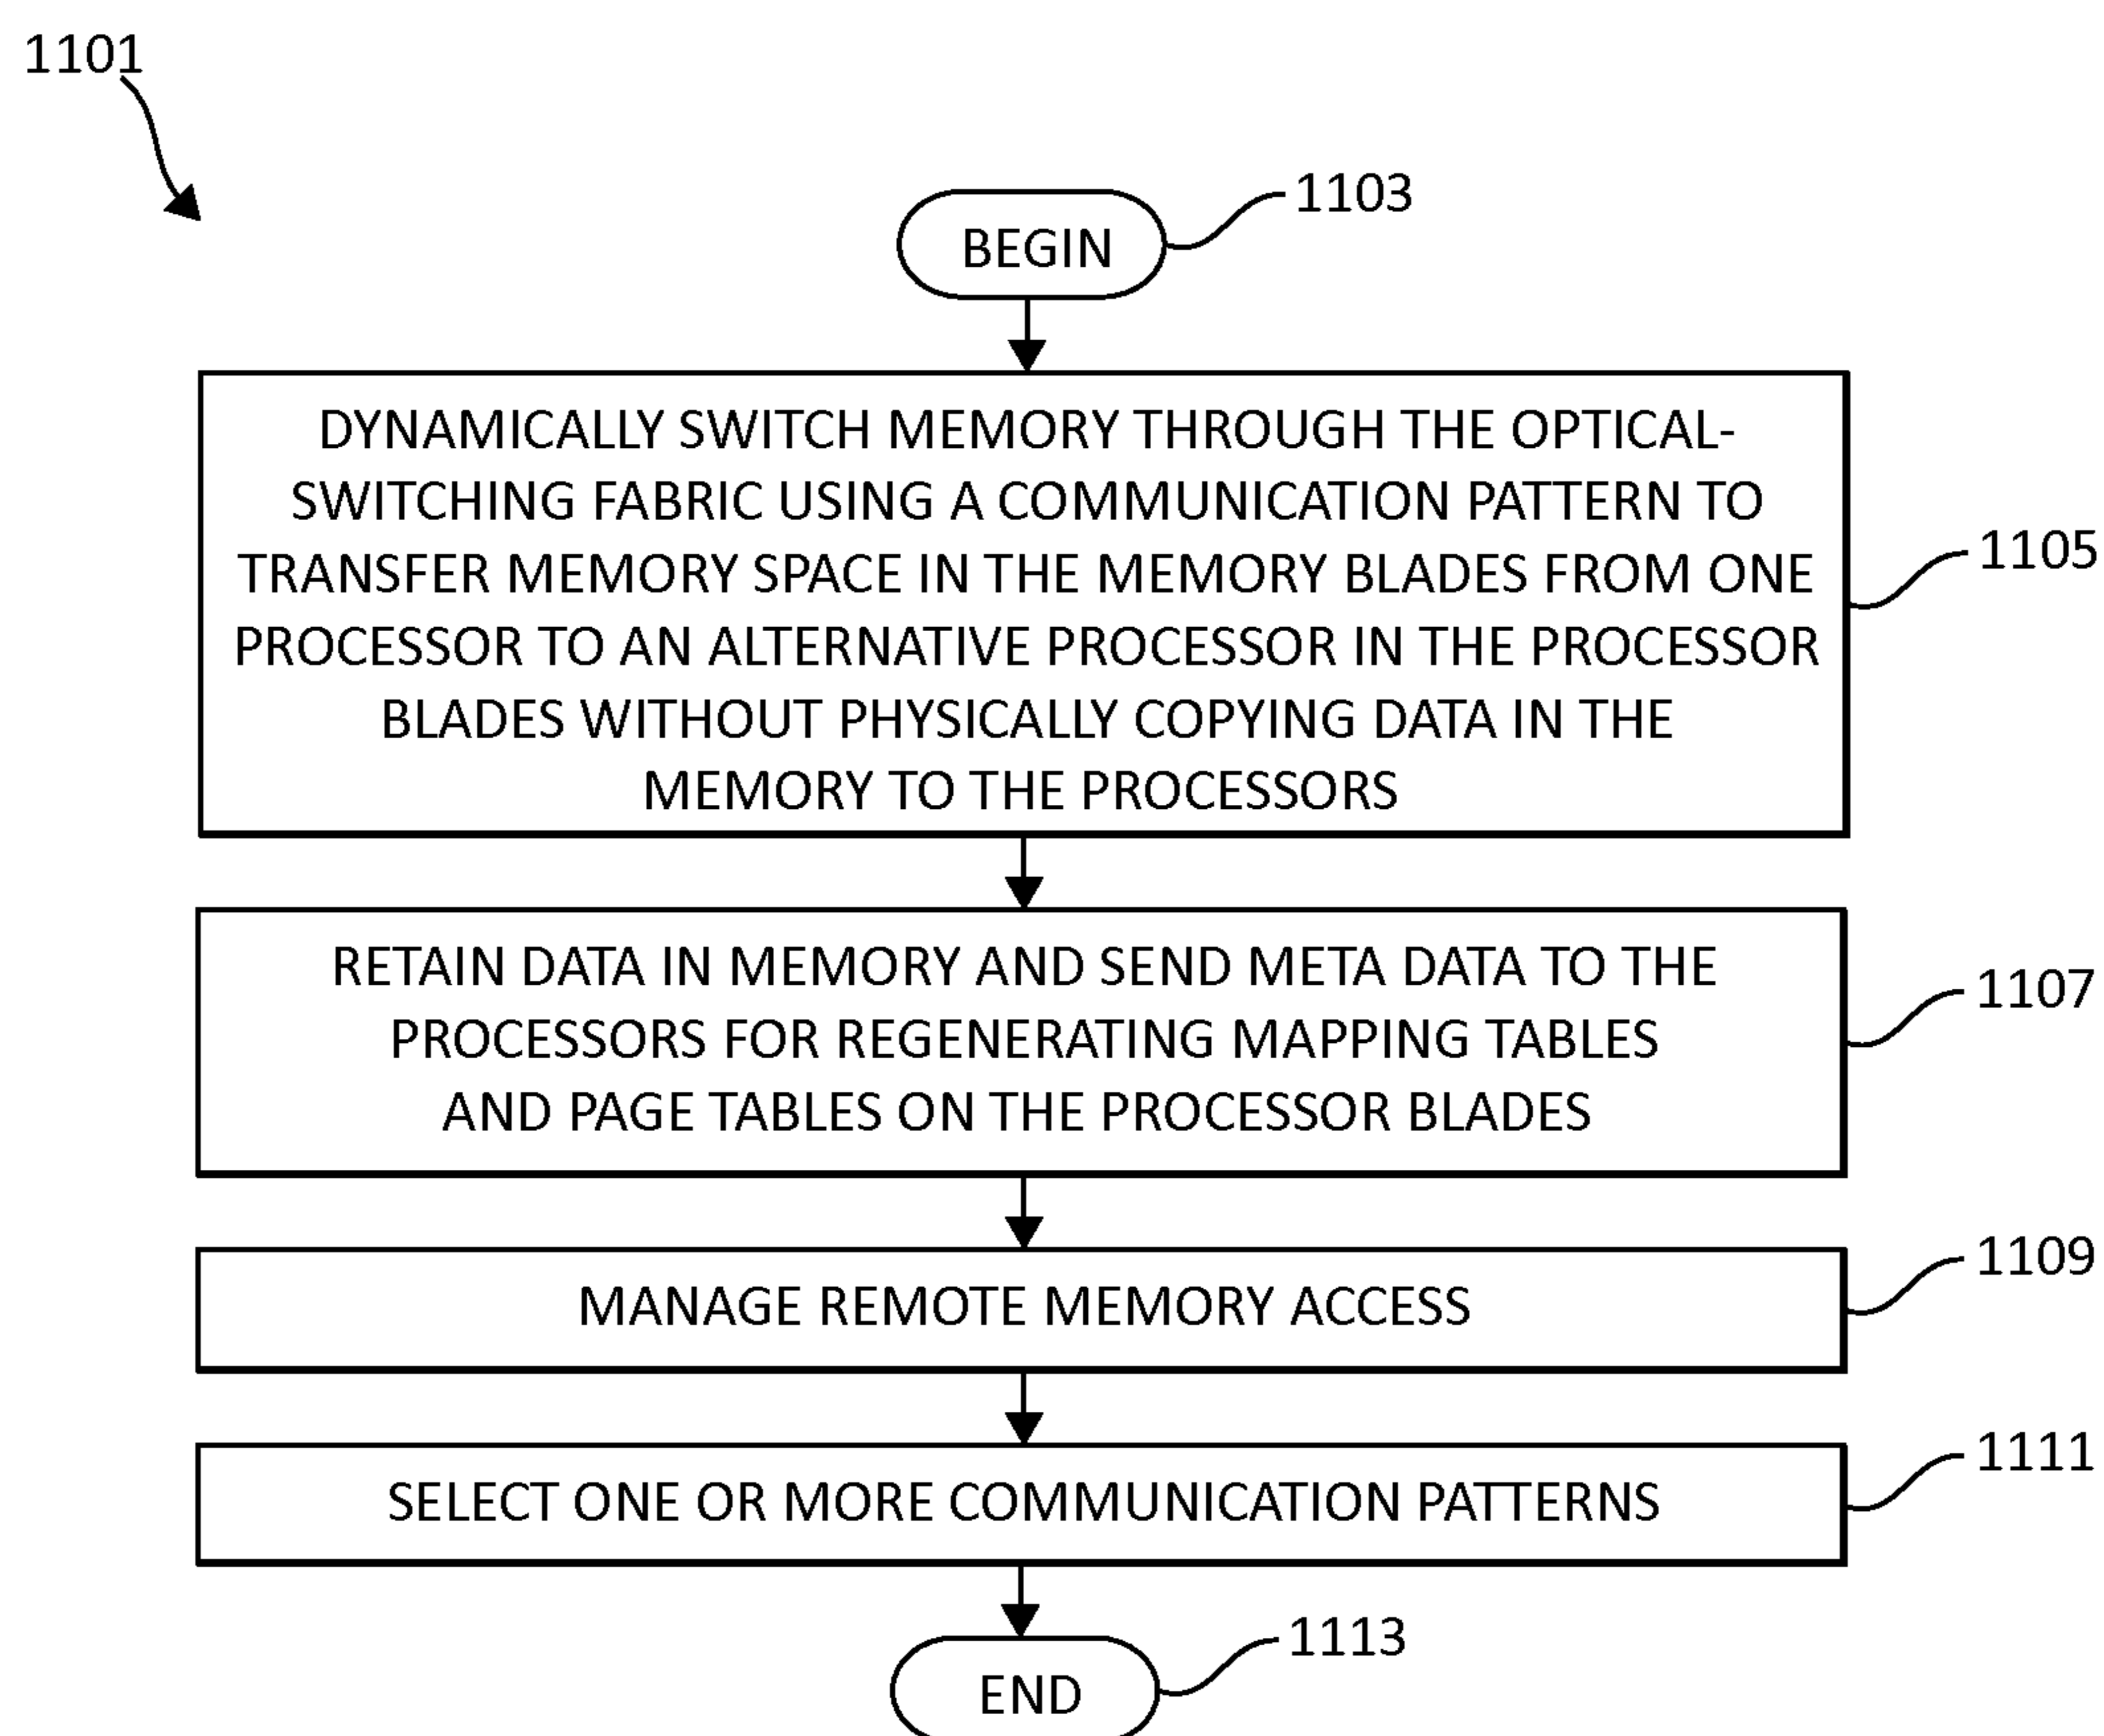 1101
BEGIN
1103
DYNAMICALLY SWITCH MEMORY THROUGH THE OPTICAL-
SWITCHING FABRIC USING A COMMUNICATION PATTERN TO
TRANSFER MEMORY SPACE IN THE MEMORY BLADES FROM ONE
PROCESSOR TO AN ALTERNATIVE PROCESSOR IN THE PROCESSOR
BLADES WITHOUT PHYSICALLY COPYING DATA IN THE
MEMORY TO THE PROCESSORS
1105
RETAIN DATA IN MEMORY AND SEND META DATA TO THE
PROCESSORS FOR REGENERATING MAPPING TABLES
AND PAGE TABLES ON THE PROCESSOR BLADES
1107
MANAGE REMOTE MEMORY ACCESS
1109
SELECT ONE OR MORE COMMUNICATION PATTERNS
1111
END
1113